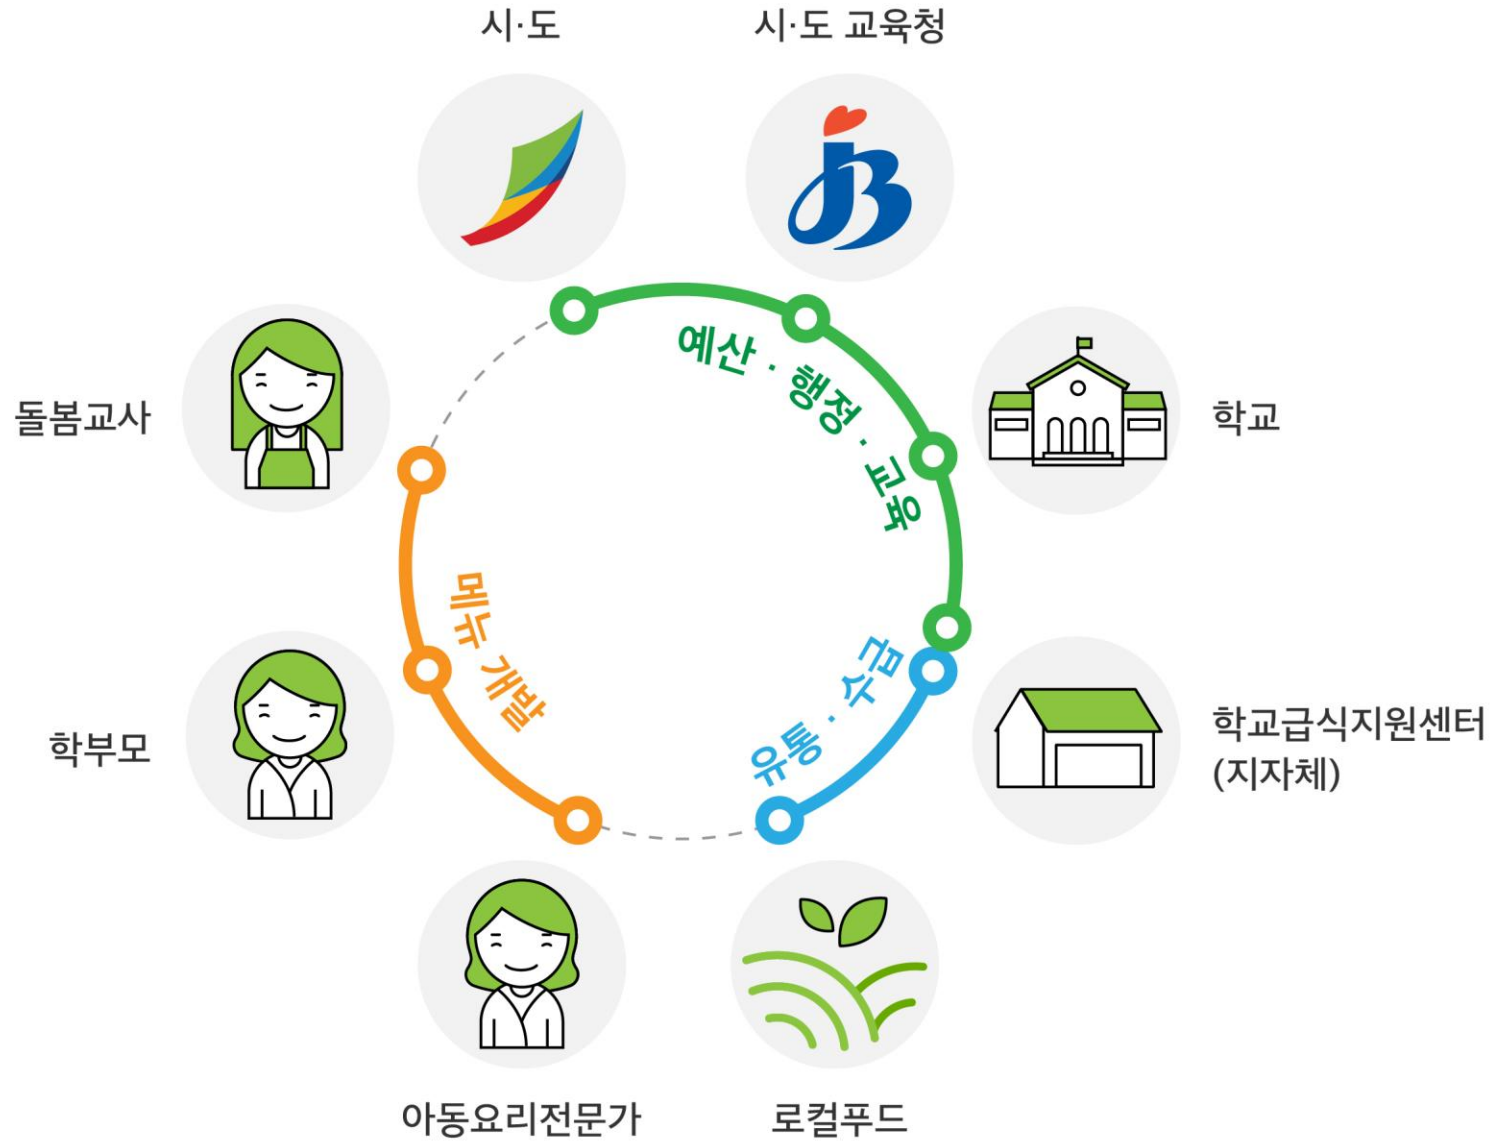 시·도
시·도 교육청
예산 · 행정 · 교육
돌봄교사
학교
메뉴 개발
유통 · 수급
학부모
학교급식지원센터
(지자체)
아동요리전문가
로컬푸드